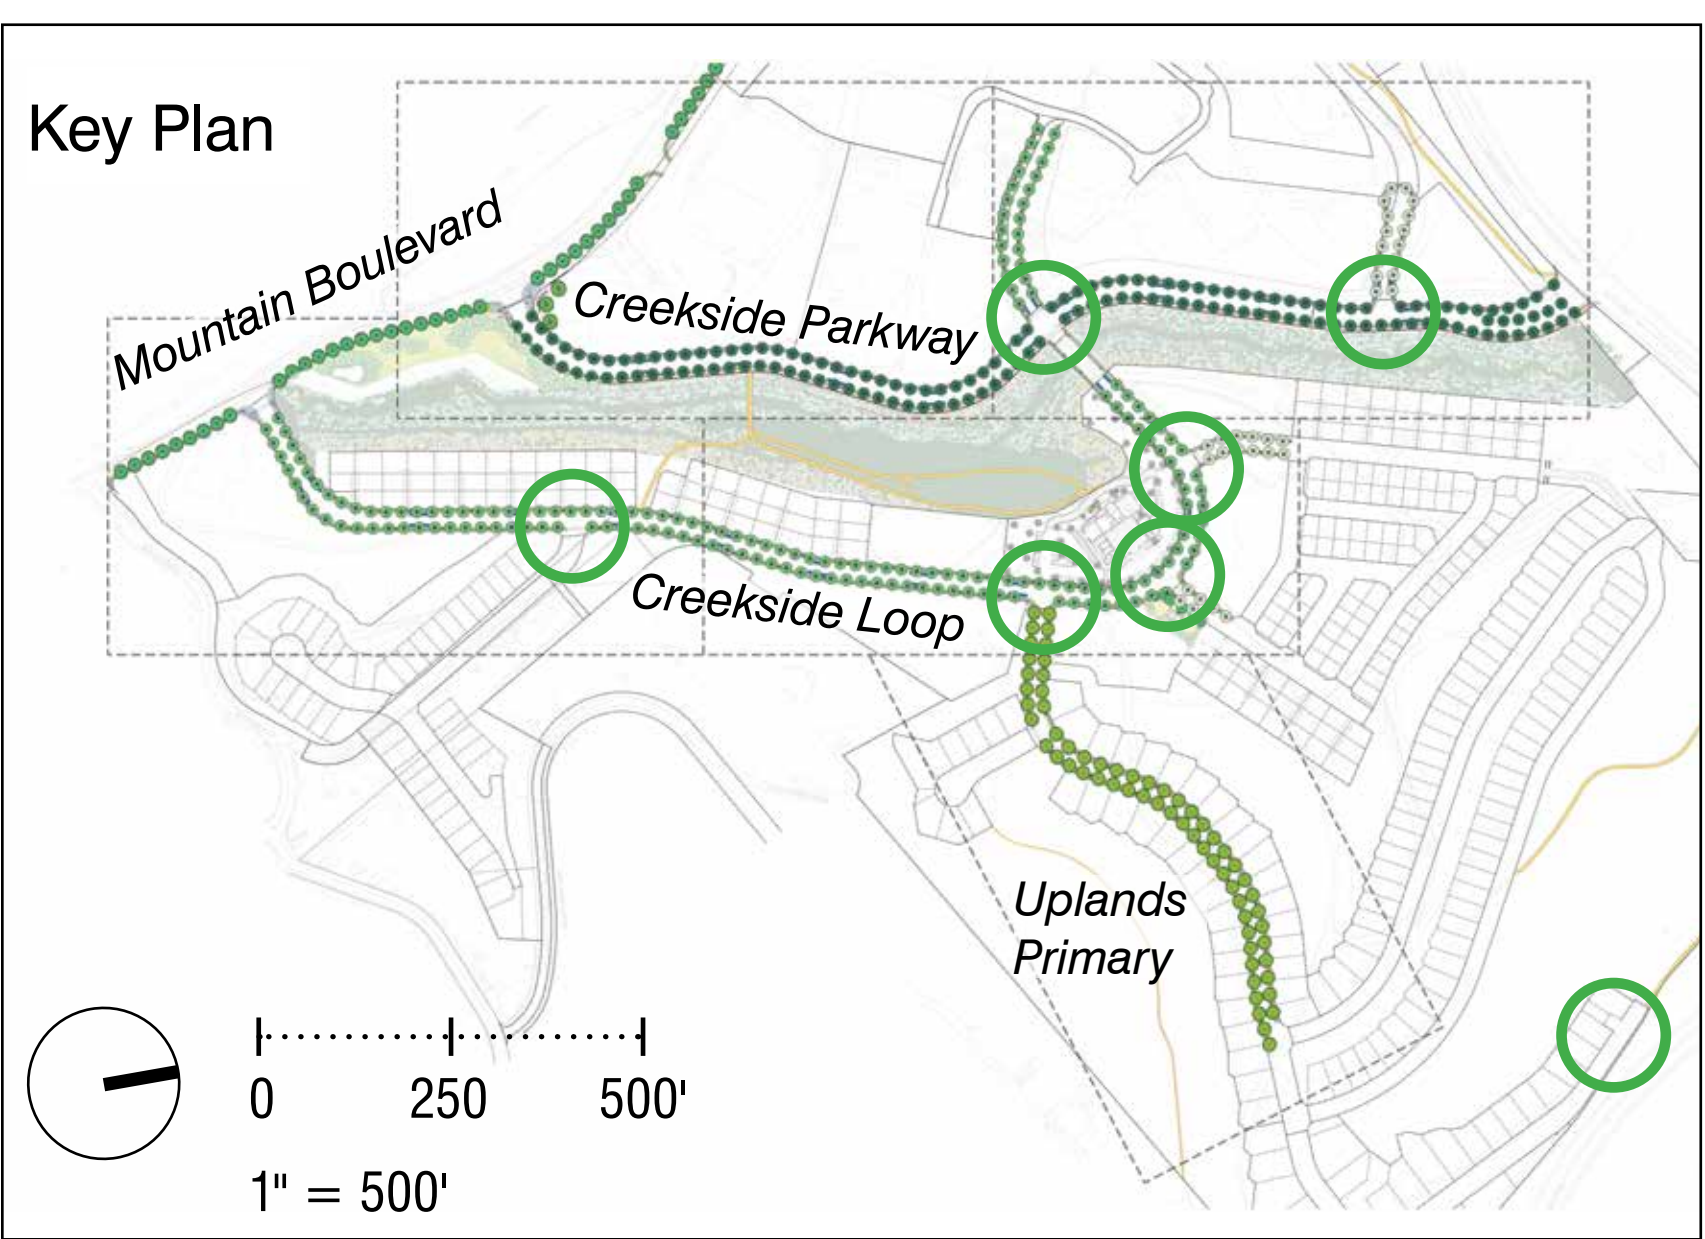 Key Plan
Mountain Boulevard
Creekside Parkway
Creekside Loop
Uplands
Primary
0 250 500'
1" = 500'